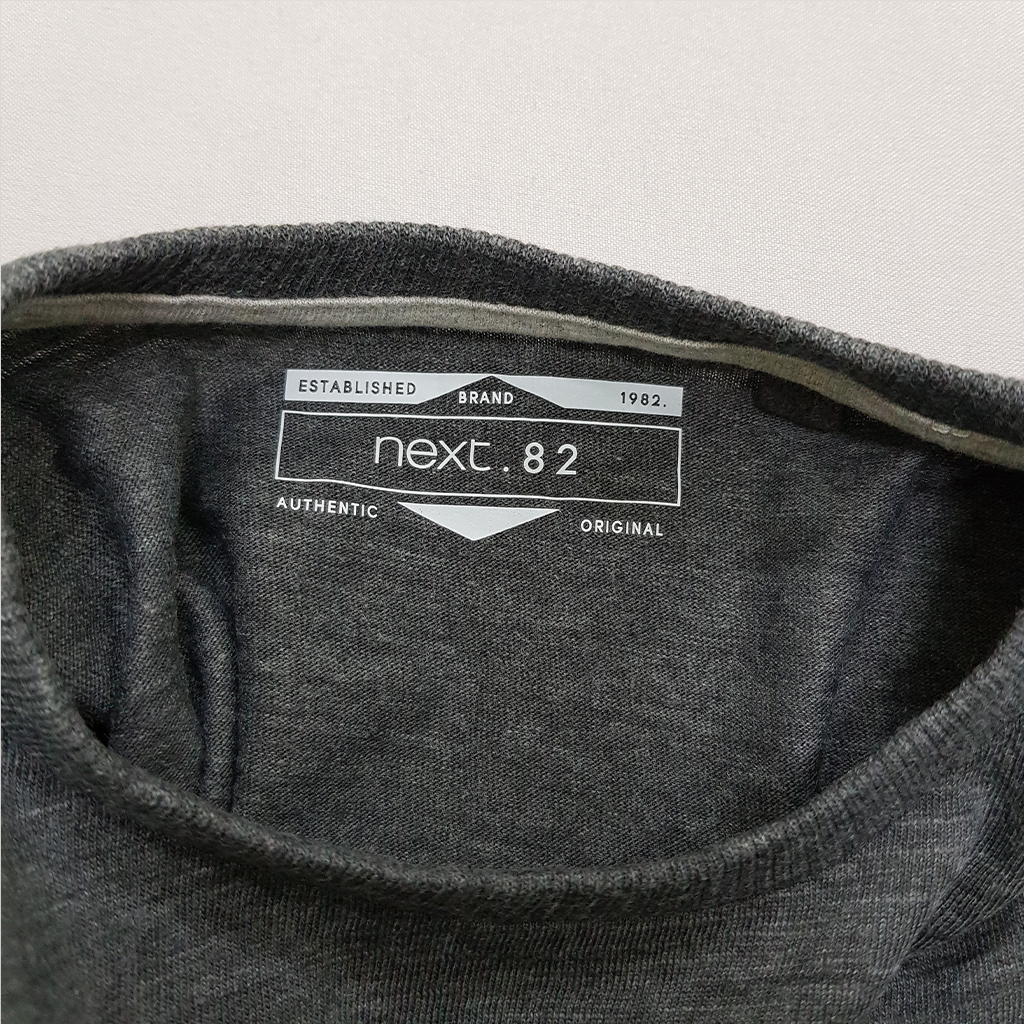 ESTABLISHED BRAND 1982.
next.82
AUTHENTIC ORIGINAL